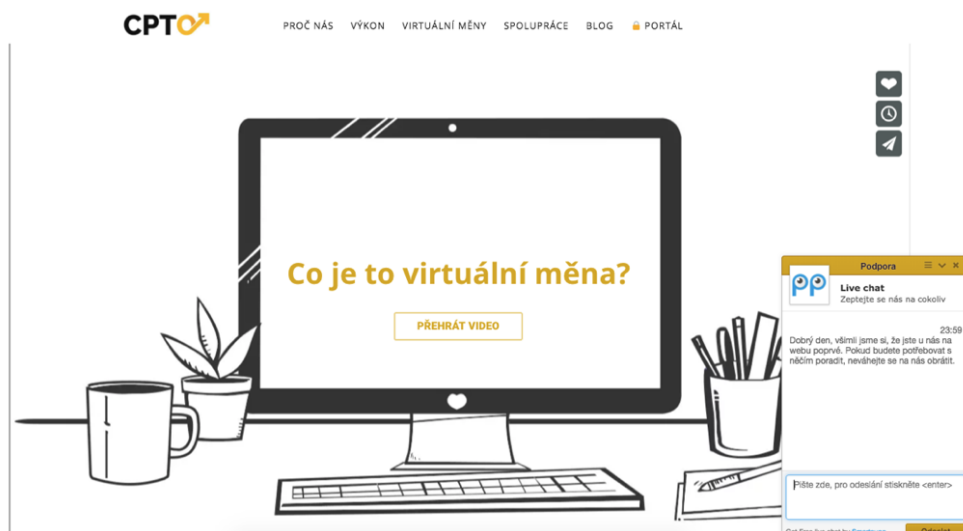 CPTO
PROČ NÁS VÝKON VIRTUÁLNÍ MĚNY SPOLUPRÁCE BLOG PORTÁL
Co je to virtuální měna?
PŘEHRÁT VIDEO
Podpora
Live chat
Zeptejte se nás na cokoliv
23:59
Dobrý den, všimli jsme si, že jste u nás na
webu poprvé. Pokud budete potřebovat s
něčím poradit, neváhejte se na nás obrátit.
Pište zde, pro odeslání stiskněte <enter>